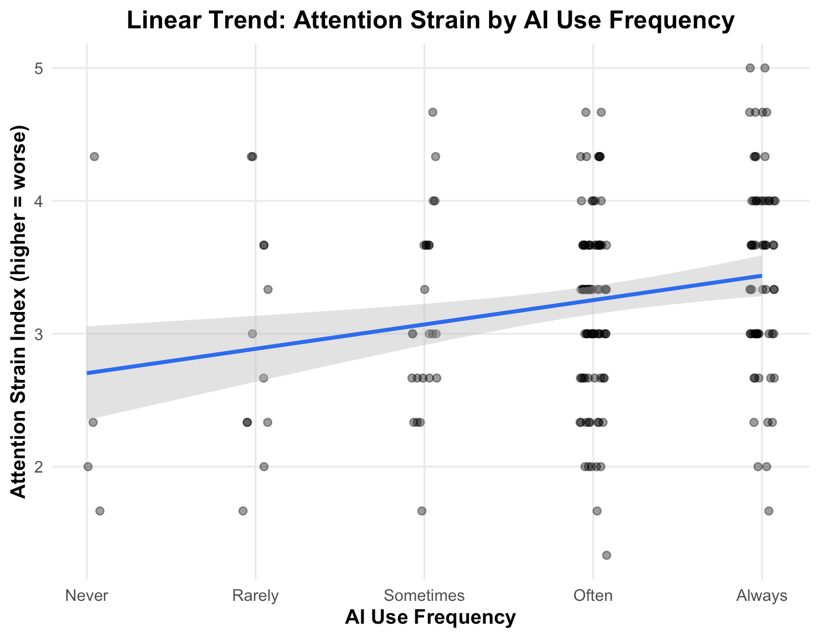 Linear Trend: Attention Strain by AI Use Frequency
Attention Strain Index (higher = worse)
5
4
3
2
Never Rarely Sometimes Often Always
AI Use Frequency